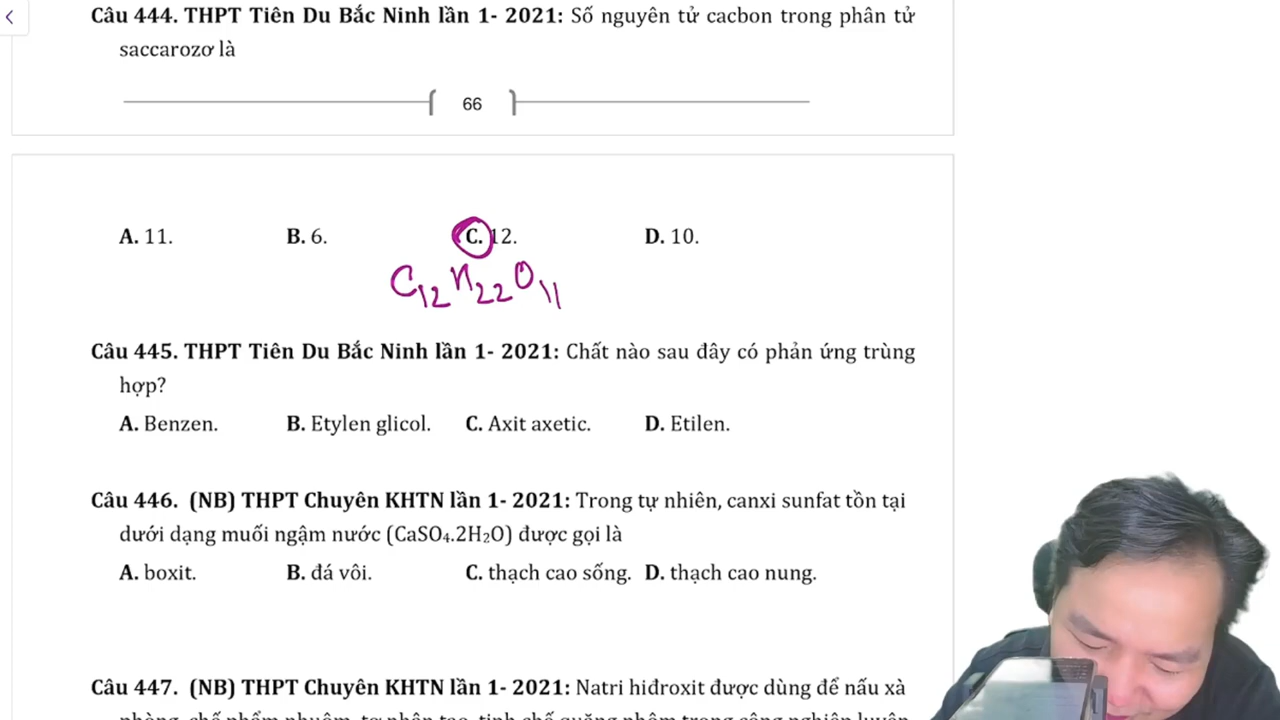 Câu 444. THPT Tiên Du Bắc Ninh lần 1- 2021: Số nguyên tử cacbon trong phân tử
saccarozơ là
66
A. 11. B. 6. C. 12. D. 10.
C12H22O11
Câu 445. THPT Tiên Du Bắc Ninh lần 1- 2021: Chất nào sau đây có phản ứng trùng
hợp?
A. Benzen. B. Etylen glicol. C. Axit axetic. D. Etilen.
Câu 446. (NB) THPT Chuyên KHTN lần 1- 2021: Trong tự nhiên, canxi sunfat tồn tại
dưới dạng muối ngậm nước (CaSO₄.2H₂O) được gọi là
A. boxit. B. đá vôi. C. thạch cao sống. D. thạch cao nung.
Câu 447. (NB) THPT Chuyên KHTN lần 1- 2021: Natri hiđroxit được dùng để nấu xà